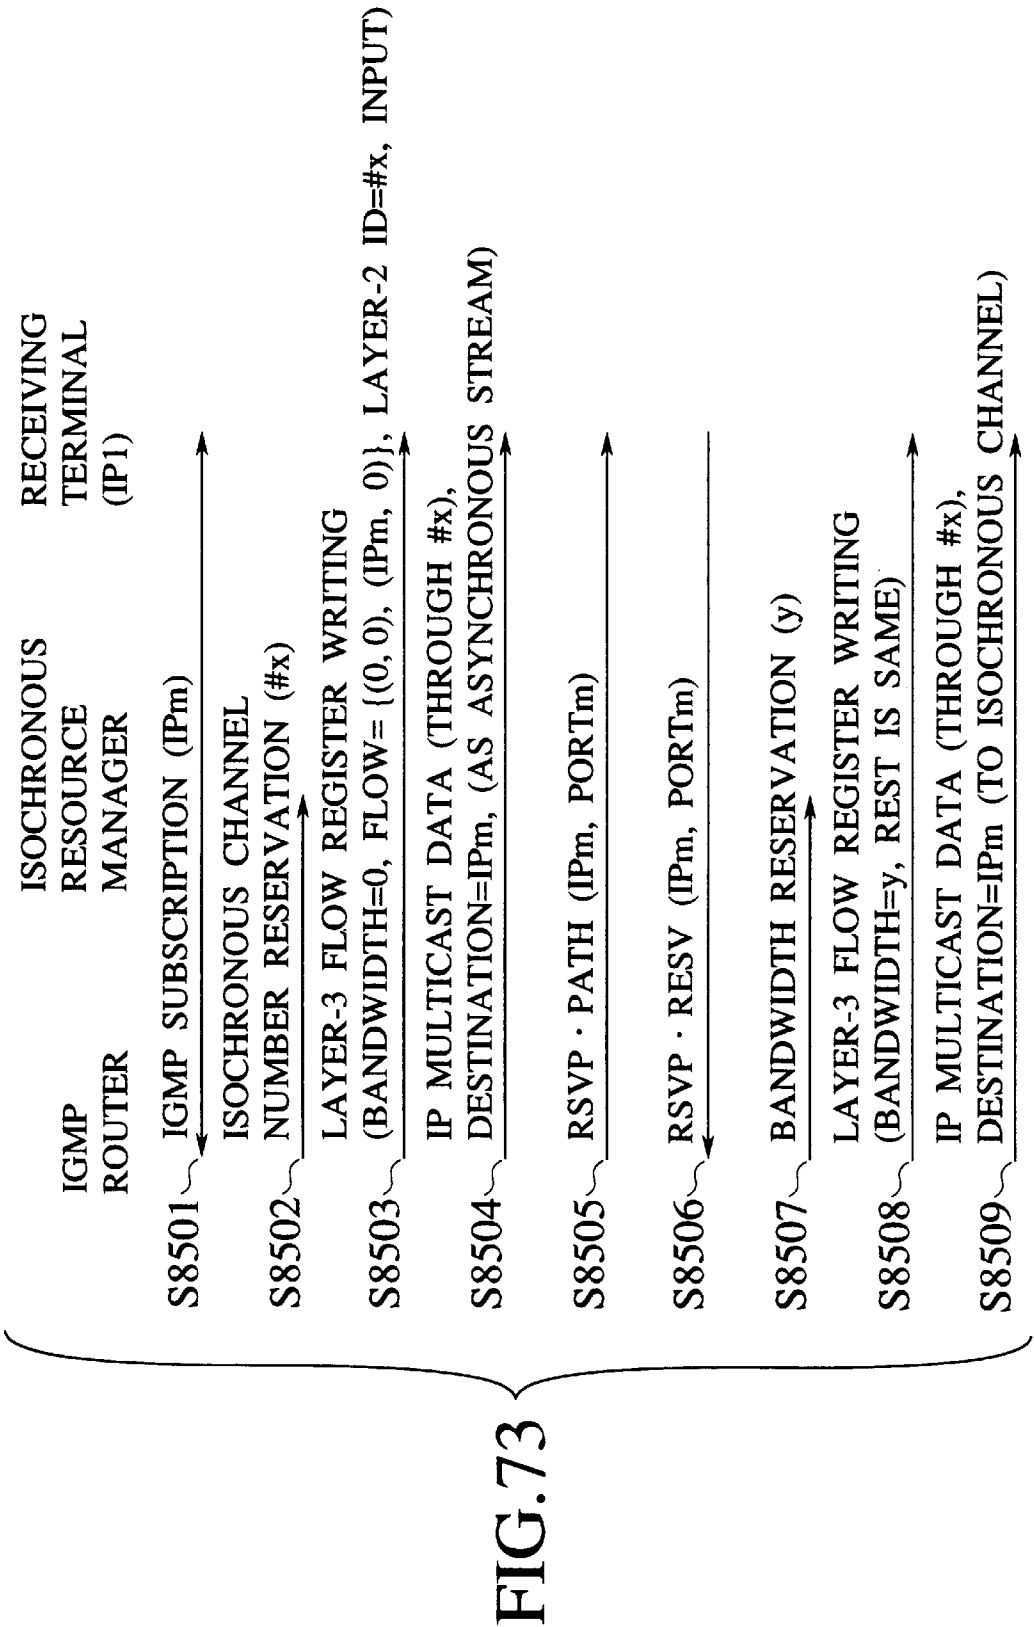 IGMP
ROUTER
ISOCHRONOUS
RESOURCE
MANAGER
RECEIVING
TERMINAL
(IP1)
S8501
IGMP SUBSCRIPTION (IPm)
S8502
ISOCHRONOUS CHANNEL
NUMBER RESERVATION (#x)
S8503
LAYER-3 FLOW REGISTER WRITING
(BANDWIDTH=0, FLOW= {(0, 0), (IPm, 0)}, LAYER-2 ID=#x, INPUT)
S8504
IP MULTICAST DATA (THROUGH #x),
DESTINATION=IPm, (AS ASYNCHRONOUS STREAM)
S8505
RSVP · PATH (IPm, PORTm)
S8506
RSVP · RESV (IPm, PORTm)
S8507
BANDWIDTH RESERVATION (y)
S8508
LAYER-3 FLOW REGISTER WRITING
(BANDWIDTH=y, REST IS SAME)
S8509
IP MULTICAST DATA (THROUGH #x),
DESTINATION=IPm (TO ISOCHRONOUS CHANNEL)
FIG.73